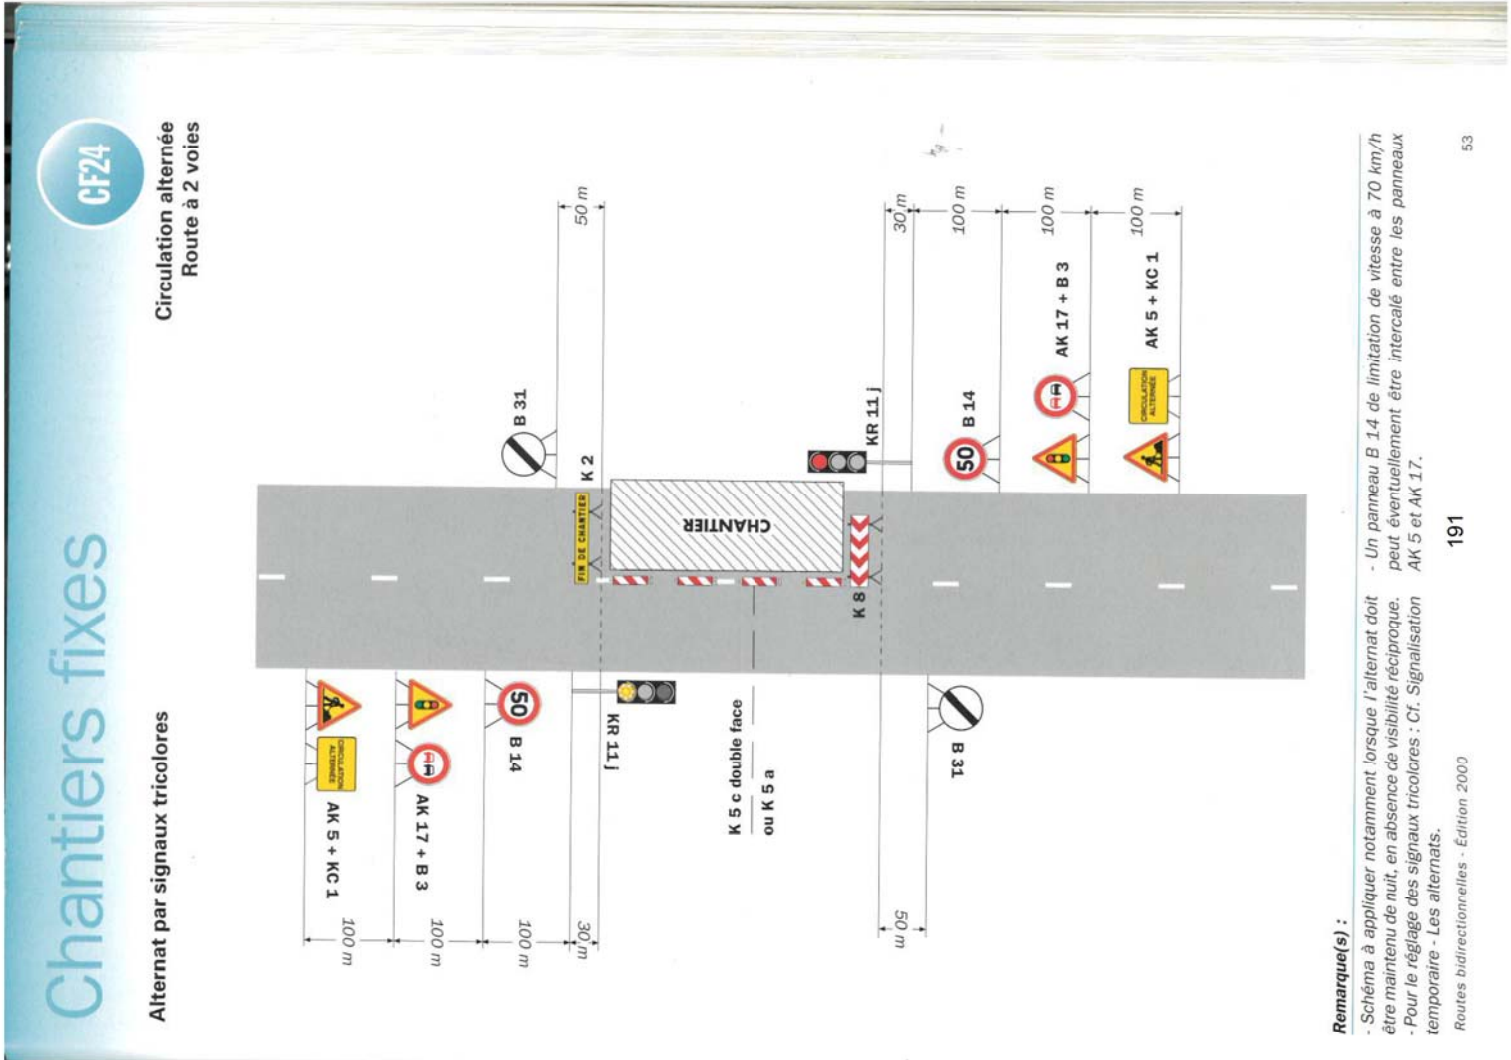 Chantiers fixes
CF24
Alternat par signaux tricolores
Circulation alternée
Route à 2 voies
CIRCULATION
ALTERNÉE
AK 5 + KC 1
100 m
AK 17 + B 3
100 m
50
B 14
100 m
KR 11 j
30 m
B 31
50 m
FIN DE CHANTIER
K 2
CHANTIER
K 5 c double face
ou K 5 a
K 8
KR 11 j
30 m
B 31
50 m
50
B 14
100 m
AK 17 + B 3
100 m
CIRCULATION
ALTERNÉE
AK 5 + KC 1
100 m
Remarque(s) :
- Schéma à appliquer notamment lorsque l'alternat doit
être maintenu de nuit, en absence de visibilité réciproque.
- Pour le réglage des signaux tricolores : Cf. Signalisation
temporaire - Les alternats.
- Un panneau B 14 de limitation de vitesse à 70 km/h
peut éventuellement être intercalé entre les panneaux
AK 5 et AK 17.
Routes bidirectionnelles - Édition 2000
191
53